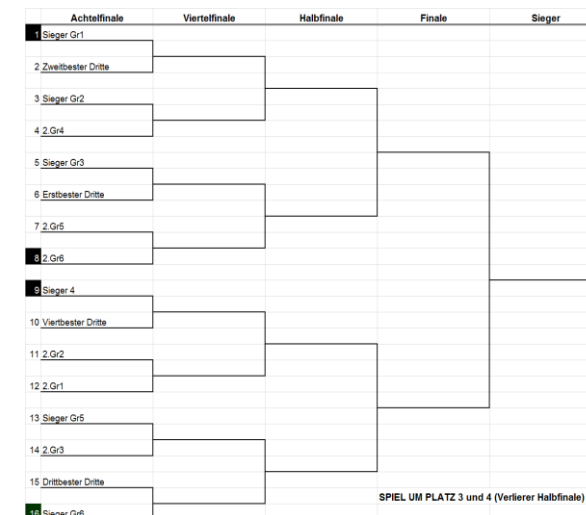 Achtelfinale Viertelfinale Halbfinale Finale Sieger
1 Sieger Gr1
2 Zweitbester Dritte
3 Sieger Gr2
4 2.Gr4
5 Sieger Gr3
6 Erstbester Dritte
7 2.Gr5
8 2.Gr6
9 Sieger 4
10 Viertbester Dritte
11 2.Gr2
12 2.Gr1
13 Sieger Gr5
14 2.Gr3
15 Drittbester Dritte
SPIEL UM PLATZ 3 und 4 (Verlierer Halbfinale)
16 Sieger Gr6